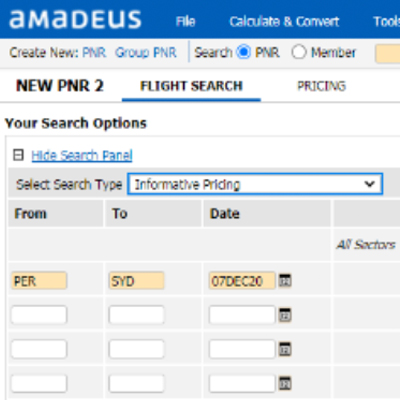 aMaDEUS File Calculate & Convert Tools
Create New: PNR Group PNR Search PNR Member
NEW PNR 2 FLIGHT SEARCH PRICING
Your Search Options
Hide Search Panel
Select Search Type Informative Pricing
From To Date
All Sectors
PER SYD 07DEC20